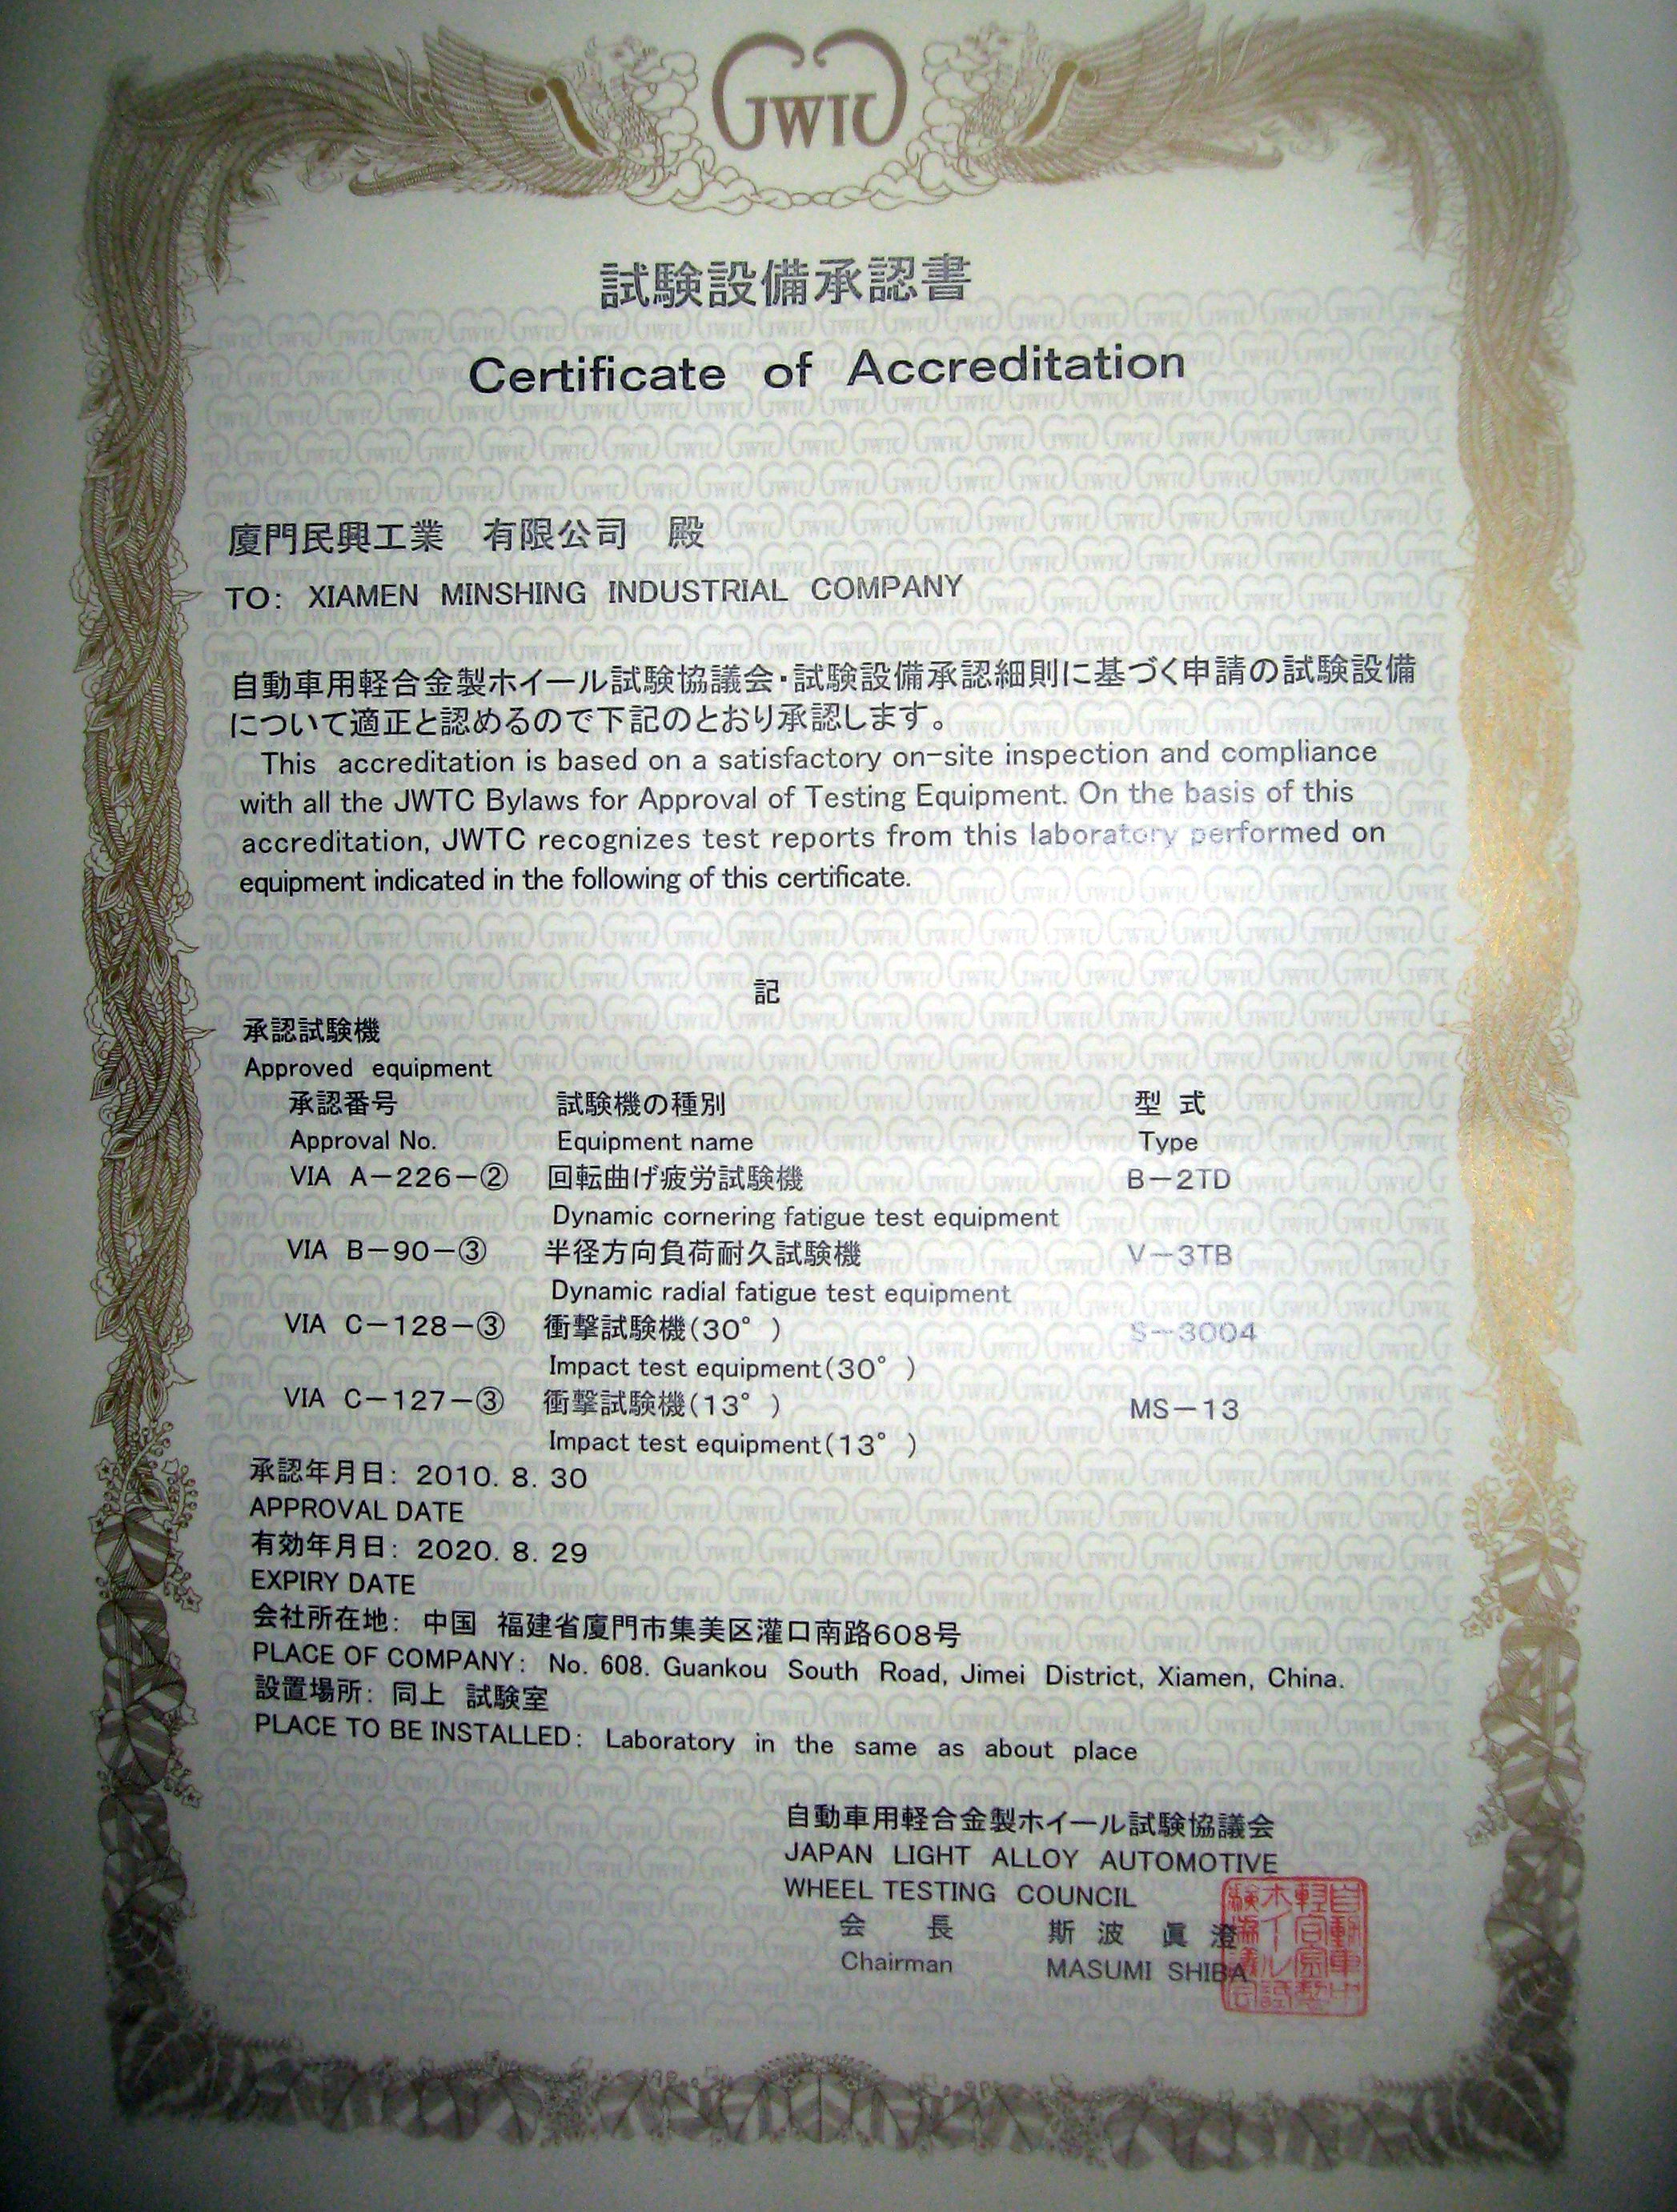 JWTC
試験設備承認書
Certificate of Accreditation
廈門民興工業 有限公司 殿
TO: XIAMEN MINSHING INDUSTRIAL COMPANY
自動車用軽合金製ホイール試験協議会・試験設備承認細則に基づく申請の試験設備
について適正と認めるので下記のとおり承認します。
This accreditation is based on a satisfactory on-site inspection and compliance
with all the JWTC Bylaws for Approval of Testing Equipment. On the basis of this
accreditation, JWTC recognizes test reports from this laboratory performed on
equipment indicated in the following of this certificate.
記
承認試験機
Approved equipment
承認番号 試験機の種別 型 式
Approval No. Equipment name Type
VIA A-226-② 回転曲げ疲労試験機 B-2TD
Dynamic cornering fatigue test equipment
VIA B-90-③ 半径方向負荷耐久試験機 V-3TB
Dynamic radial fatigue test equipment
VIA C-128-③ 衝撃試験機(30°) S-3004
Impact test equipment(30°)
VIA C-127-③ 衝撃試験機(13°) MS-13
Impact test equipment(13°)
承認年月日: 2010. 8. 30
APPROVAL DATE
有効年月日: 2020. 8. 29
EXPIRY DATE
会社所在地: 中国 福建省廈門市集美区灌口南路608号
PLACE OF COMPANY: No. 608. Guankou South Road, Jimei District, Xiamen, China.
設置場所: 同上 試験室
PLACE TO BE INSTALLED: Laboratory in the same as about place
自動車用軽合金製ホイール試験協議会
JAPAN LIGHT ALLOY AUTOMOTIVE
WHEEL TESTING COUNCIL
会 長 斯 波 眞 澄
Chairman MASUMI SHIBA